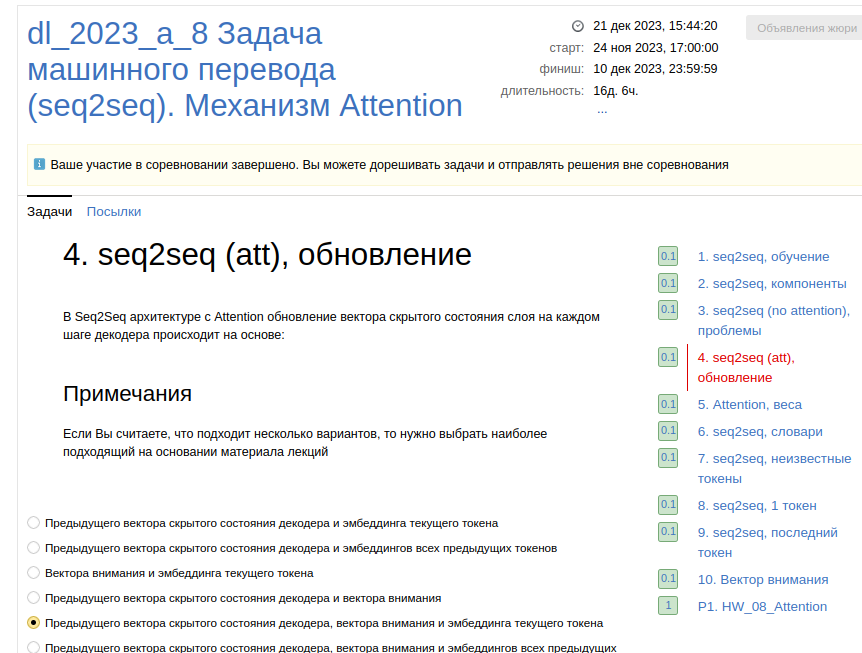 dl_2023_a_8 Задача
машинного перевода
(seq2seq). Механизм Attention
21 дек 2023, 15:44:20
старт: 24 ноя 2023, 17:00:00
финиш: 10 дек 2023, 23:59:59
длительность: 16д. 6ч.
...
Объявления жюри
Ваше участие в соревновании завершено. Вы можете дорешивать задачи и отправлять решения вне соревнования
Задачи Посылки
4. seq2seq (att), обновление
В Seq2Seq архитектуре с Attention обновление вектора скрытого состояния слоя на каждом
шаге декодера происходит на основе:
Примечания
Если Вы считаете, что подходит несколько вариантов, то нужно выбрать наиболее
подходящий на основании материала лекций
Предыдущего вектора скрытого состояния декодера и эмбеддинга текущего токена
Предыдущего вектора скрытого состояния декодера и эмбеддингов всех предыдущих токенов
Вектора внимания и эмбеддинга текущего токена
Предыдущего вектора скрытого состояния декодера и вектора внимания
Предыдущего вектора скрытого состояния декодера, вектора внимания и эмбеддинга текущего токена
Предыдущего вектора скрытого состояния декодера, вектора внимания и эмбеддингов всех предыдущих
0.1 1. seq2seq, обучение
0.1 2. seq2seq, компоненты
0.1 3. seq2seq (no attention),
проблемы
0.1 4. seq2seq (att),
обновление
0.1 5. Attention, веса
0.1 6. seq2seq, словари
0.1 7. seq2seq, неизвестные
токены
0.1 8. seq2seq, 1 токен
0.1 9. seq2seq, последний
токен
0.1 10. Вектор внимания
1 P1. HW_08_Attention